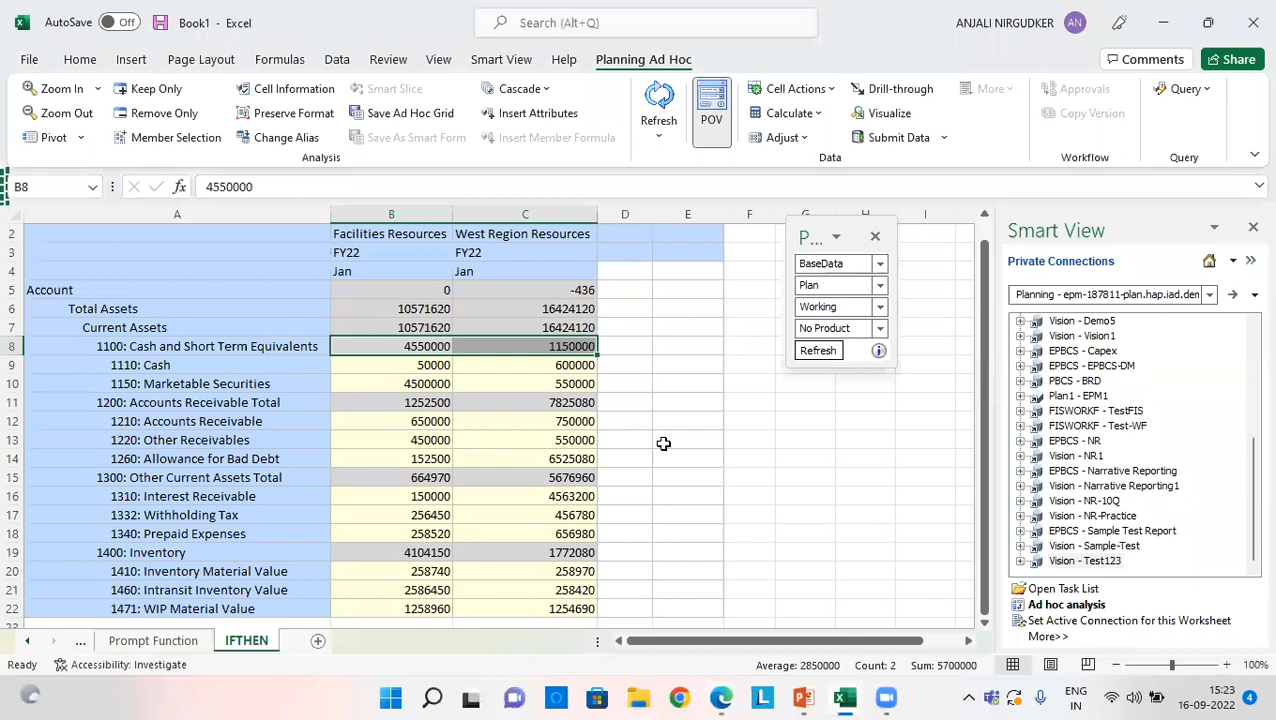 AutoSave Off Book1 - Excel Search (Alt+Q) ANJALI NIRGUDKER AN
File Home Insert Page Layout Formulas Data Review View Smart View Help Planning Ad Hoc Comments Share
Zoom In Keep Only Cell Information Smart Slice Cascade Refresh POV Cell Actions Drill-through More Approvals Query
Zoom Out Remove Only Preserve Format Save Ad Hoc Grid Insert Attributes Calculate Visualize Copy Version
Pivot Member Selection Change Alias Save As Smart Form Insert Member Formula Adjust Submit Data
Analysis Data Workflow Query
B8 fx 4550000
A B C D E F G H I
2 Facilities Resources West Region Resources
3 FY22 FY22
4 Jan Jan
5 Account 0 -436
6 Total Assets 10571620 16424120
7 Current Assets 10571620 16424120
8 1100: Cash and Short Term Equivalents 4550000 1150000
9 1110: Cash 50000 600000
10 1150: Marketable Securities 4500000 550000
11 1200: Accounts Receivable Total 1252500 7825080
12 1210: Accounts Receivable 650000 750000
13 1220: Other Receivables 450000 550000
14 1260: Allowance for Bad Debt 152500 6525080
15 1300: Other Current Assets Total 664970 5676960
16 1310: Interest Receivable 150000 4563200
17 1332: Withholding Tax 256450 456780
18 1340: Prepaid Expenses 258520 656980
19 1400: Inventory 4104150 1772080
20 1410: Inventory Material Value 258740 258970
21 1460: Intransit Inventory Value 2586450 258420
22 1471: WIP Material Value 1258960 1254690
P...
BaseData
Plan
Working
No Product
Refresh
Smart View
Private Connections
Planning - epm-187811-plan.hap.iad.den
Vision - Demo5
Vision - Vision1
EPBCS - Capex
EPBCS - EPBCS-DM
PBCS - BRD
Plan1 - EPM1
FISWORKF - TestFIS
FISWORKF - Test-WF
EPBCS - NR
Vision - NR1
EPBCS - Narrative Reporting
Vision - Narrative Reporting1
Vision - NR-10Q
Vision - NR-Practice
EPBCS - Sample Test Report
Vision - Sample-Test
Vision - Test123
Open Task List
Ad hoc analysis
Set Active Connection for this Worksheet
More>>
... Prompt Function IFTHEN
Ready Accessibility: Investigate Average: 2850000 Count: 2 Sum: 5700000 100%
ENG 15:23
IN 16-09-2022 4